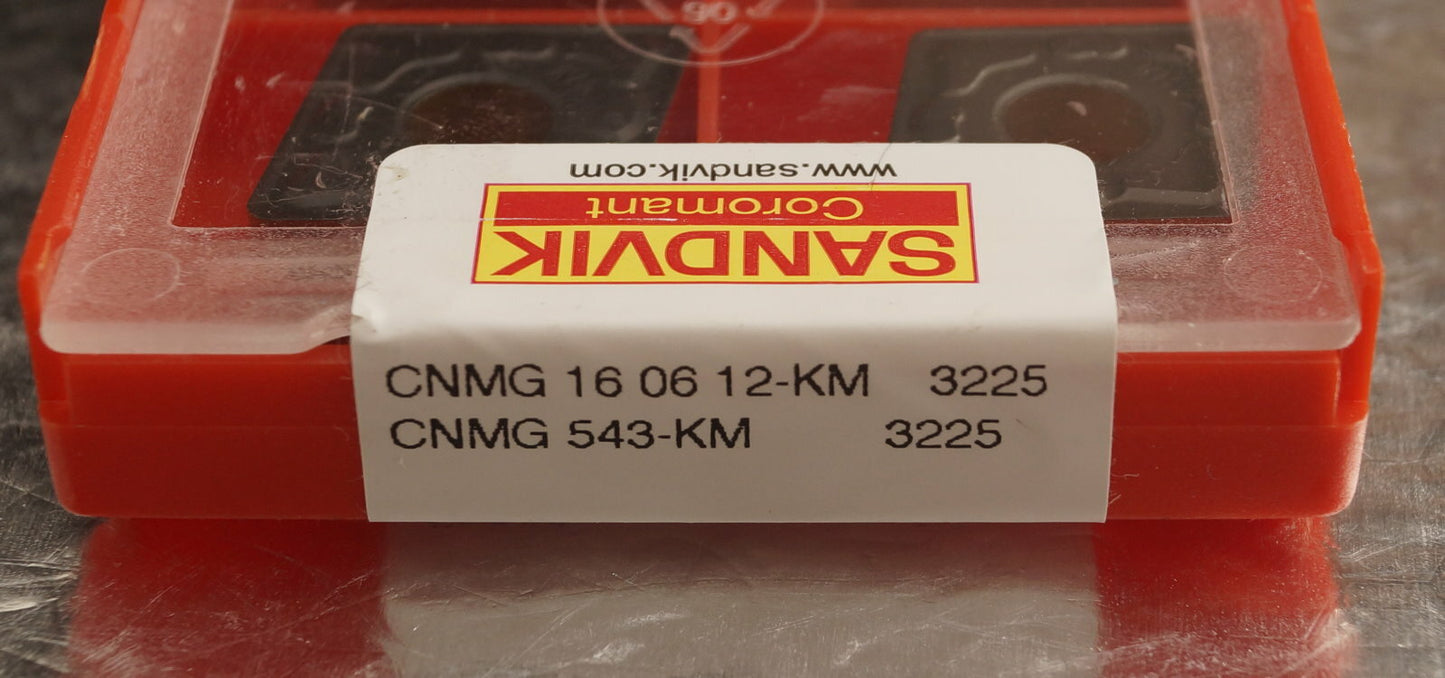 www.sandvik.com
Coromant
SANDVIK
CNMG 16 06 12-KM 3225
CNMG 543-KM 3225